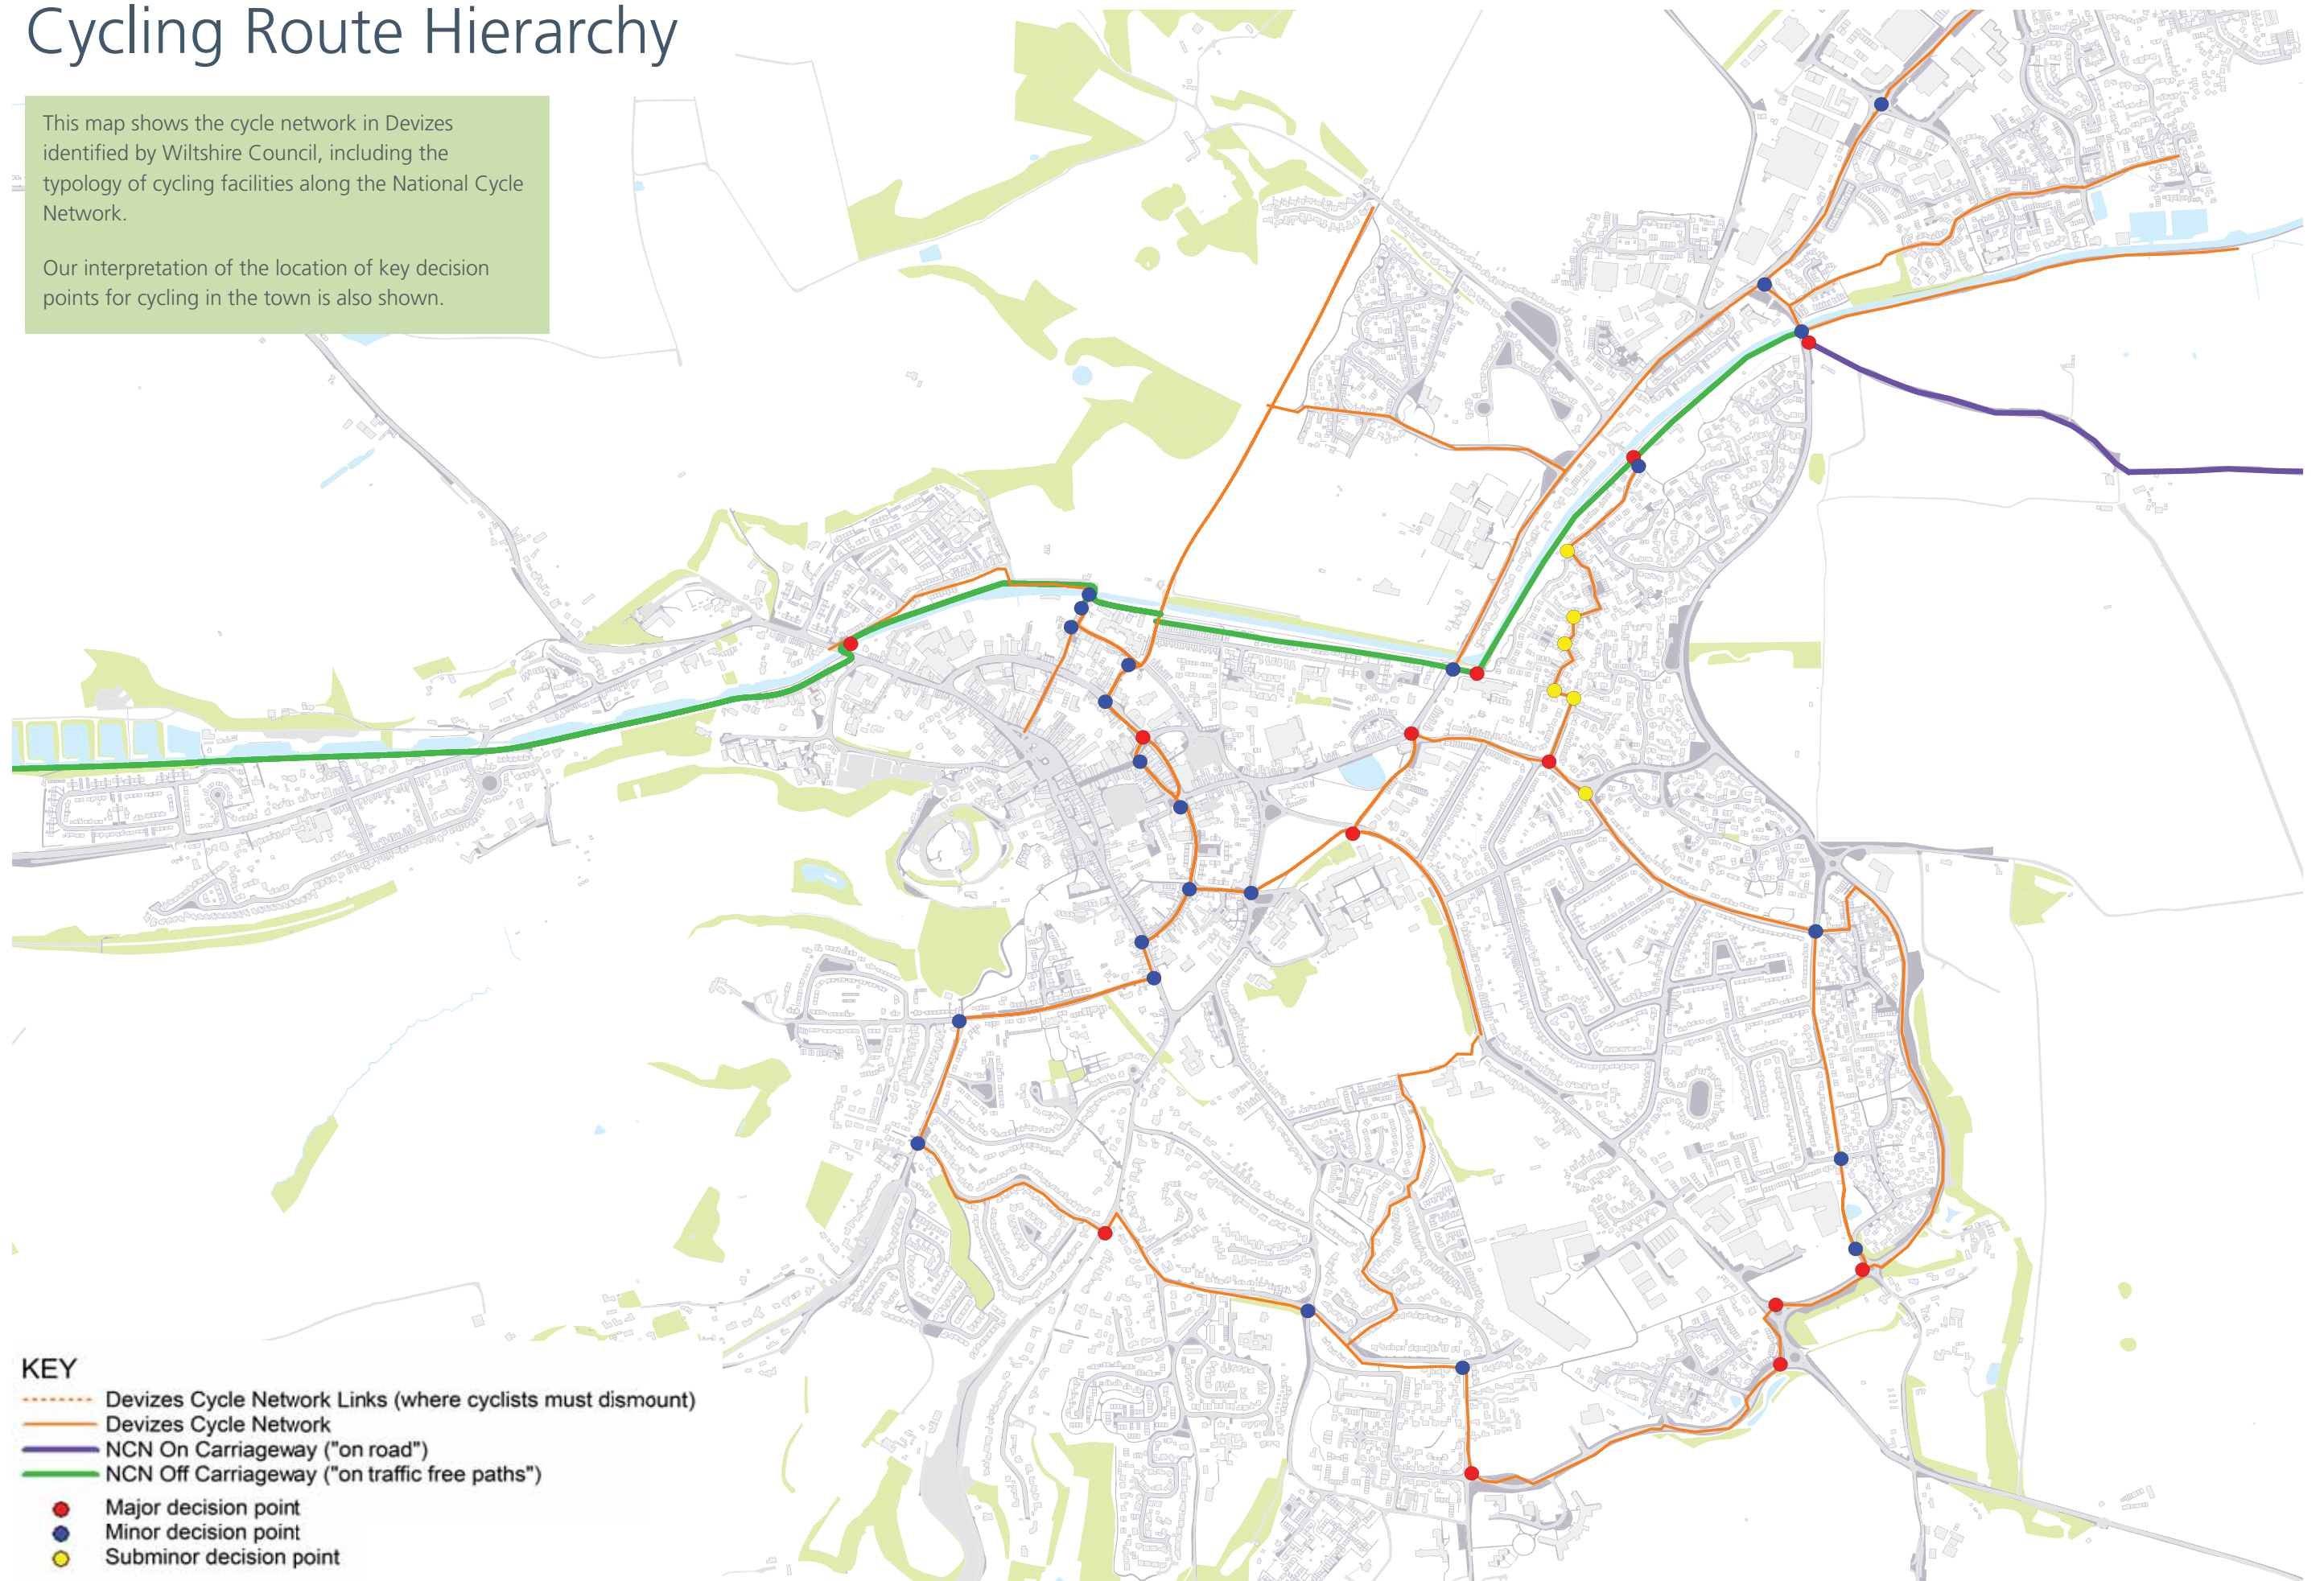 Cycling Route Hierarchy
This map shows the cycle network in Devizes
identified by Wiltshire Council, including the
typology of cycling facilities along the National Cycle
Network.
Our interpretation of the location of key decision
points for cycling in the town is also shown.
KEY
Devizes Cycle Network Links (where cyclists must dismount)
Devizes Cycle Network
NCN On Carriageway ("on road")
NCN Off Carriageway ("on traffic free paths")
Major decision point
Minor decision point
Subminor decision point